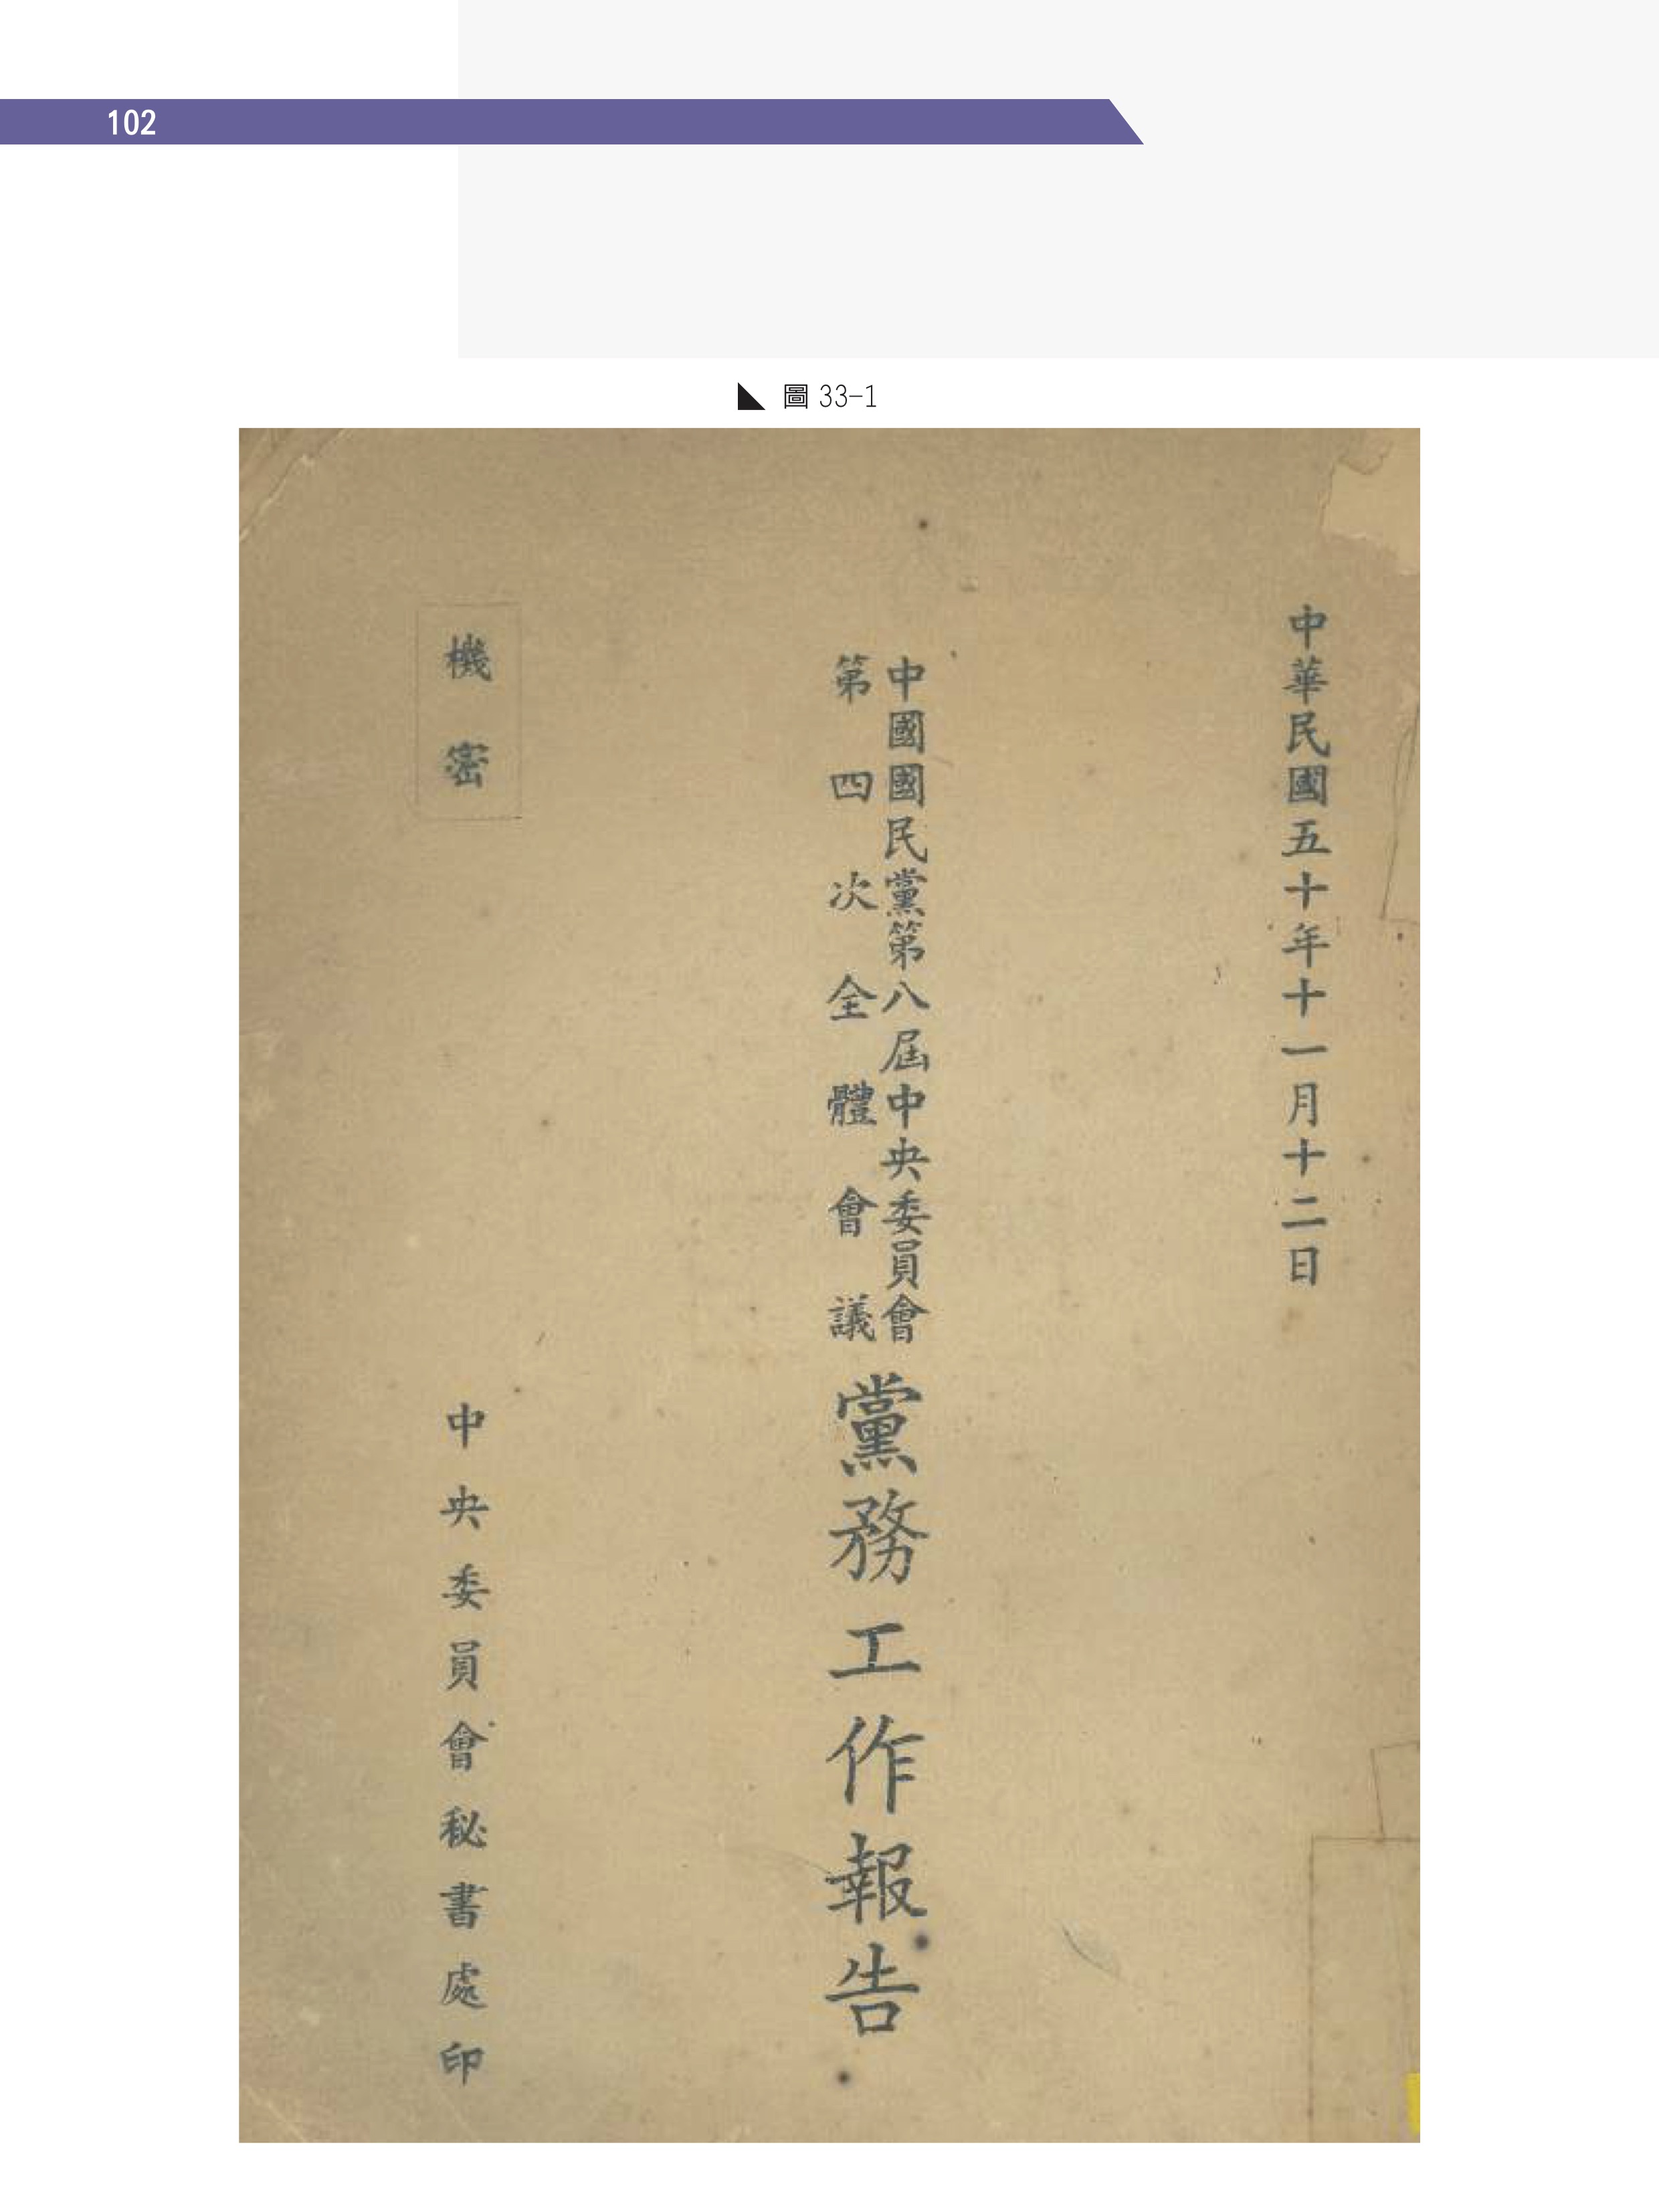 102
圖 33-1
中華民國五十年十一月十二日
中國國民黨第八屆中央委員會
第四次全體會議
黨務工作報告
機密
中央委員會秘書處印